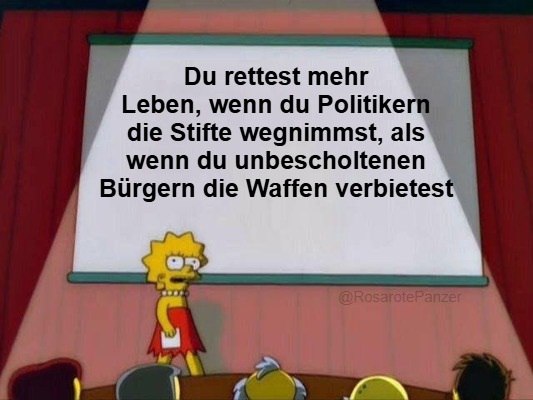 Du rettest mehr
Leben, wenn du Politikern
die Stifte wegnimmst, als
wenn du unbescholtenen
Bürgern die Waffen verbietest
@RosarotePanzer